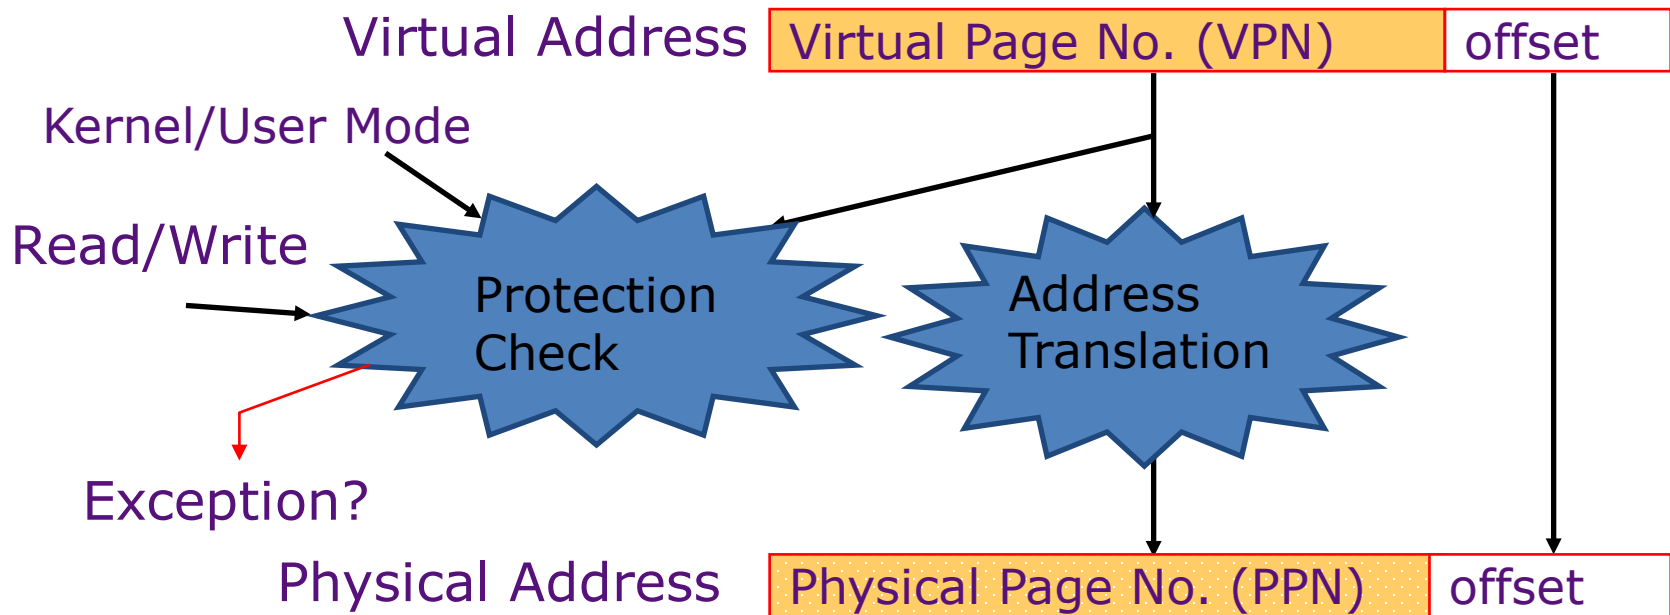 Virtual Address Virtual Page No. (VPN) offset
Kernel/User Mode
Read/Write
Protection
Check
Address
Translation
Exception?
Physical Address Physical Page No. (PPN) offset